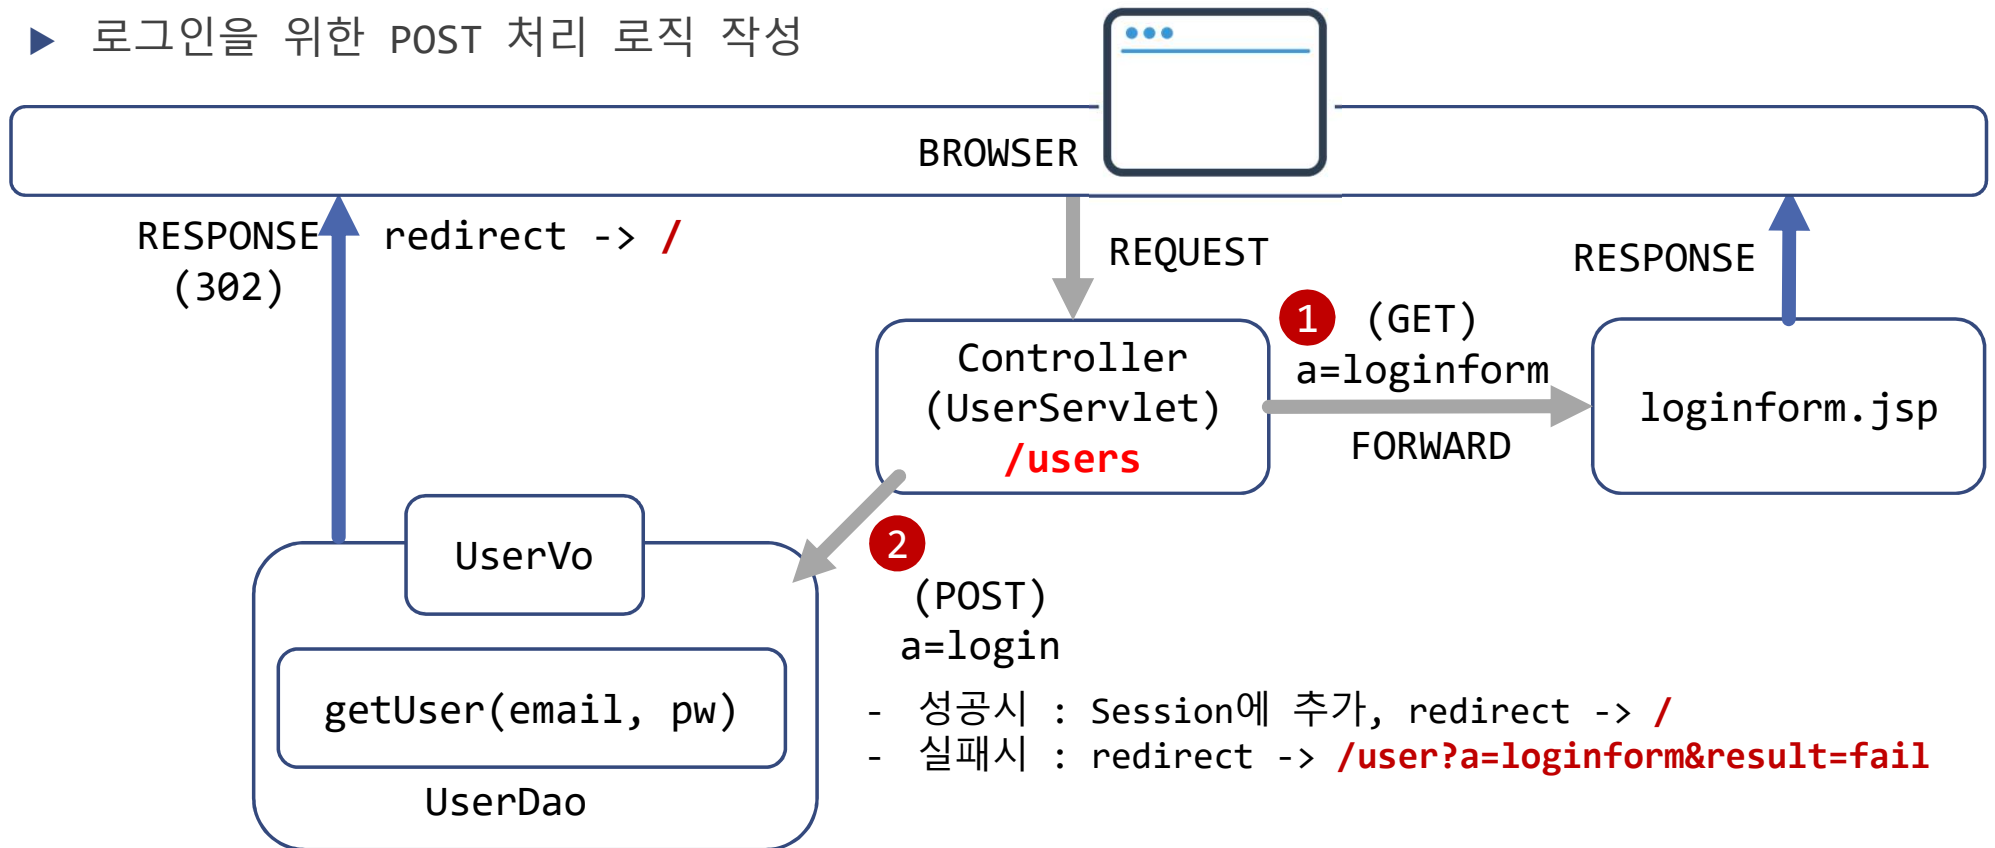 ▶ 로그인을 위한 POST 처리 로직 작성
BROWSER
RESPONSE
(302)
redirect -> /
REQUEST
RESPONSE
Controller
(UserServlet)
/users
1 (GET)
a=loginform
FORWARD
loginform.jsp
2
(POST)
a=login
UserVo
getUser(email, pw)
UserDao
- 성공시 : Session에 추가, redirect -> /
- 실패시 : redirect -> /user?a=loginform&result=fail